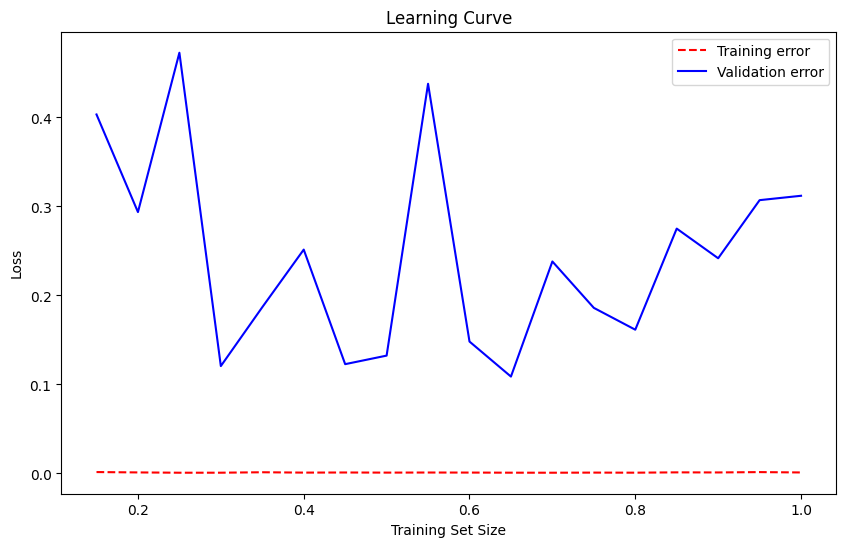 Learning Curve
Training error
Validation error
0.4
0.3
0.2
0.1
0.0
Loss
0.2 0.4 0.6 0.8 1.0
Training Set Size